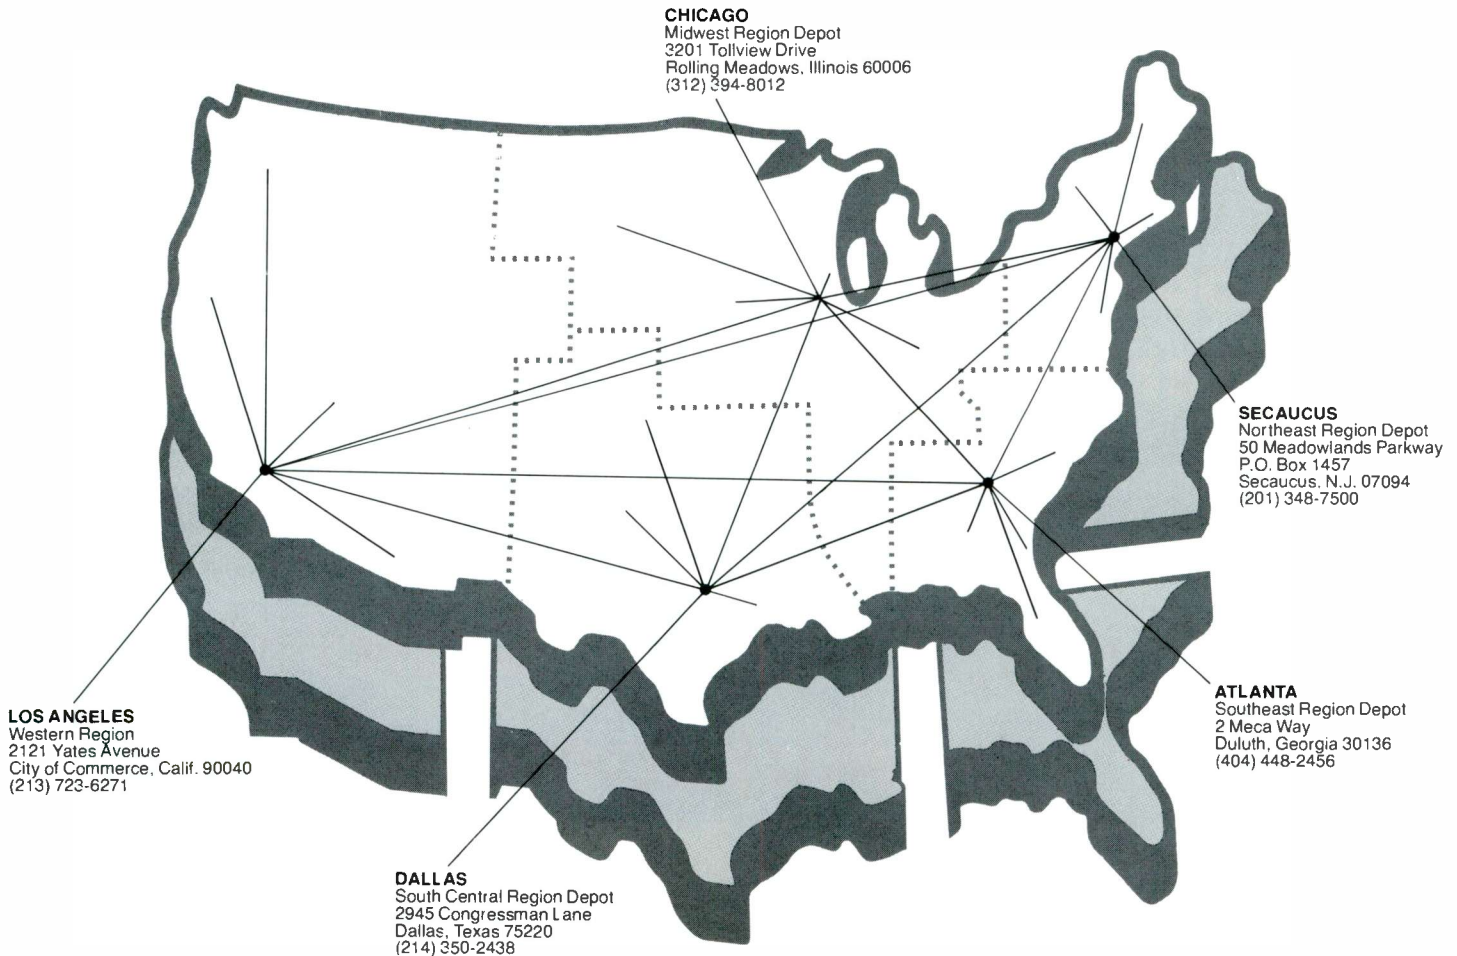 CHICAGO
Midwest Region Depot
3201 Tollview Drive
Rolling Meadows, Illinois 60006
(312) 394-8012
SECAUCUS
Northeast Region Depot
50 Meadowlands Parkway
P.O. Box 1457
Secaucus, N.J. 07094
(201) 348-7500
ATLANTA
Southeast Region Depot
2 Meca Way
Duluth, Georgia 30136
(404) 448-2456
LOS ANGELES
Western Region
2121 Yates Avenue
City of Commerce, Calif. 90040
(213) 723-6271
DALLAS
South Central Region Depot
2945 Congressman Lane
Dallas, Texas 75220
(214) 350-2438